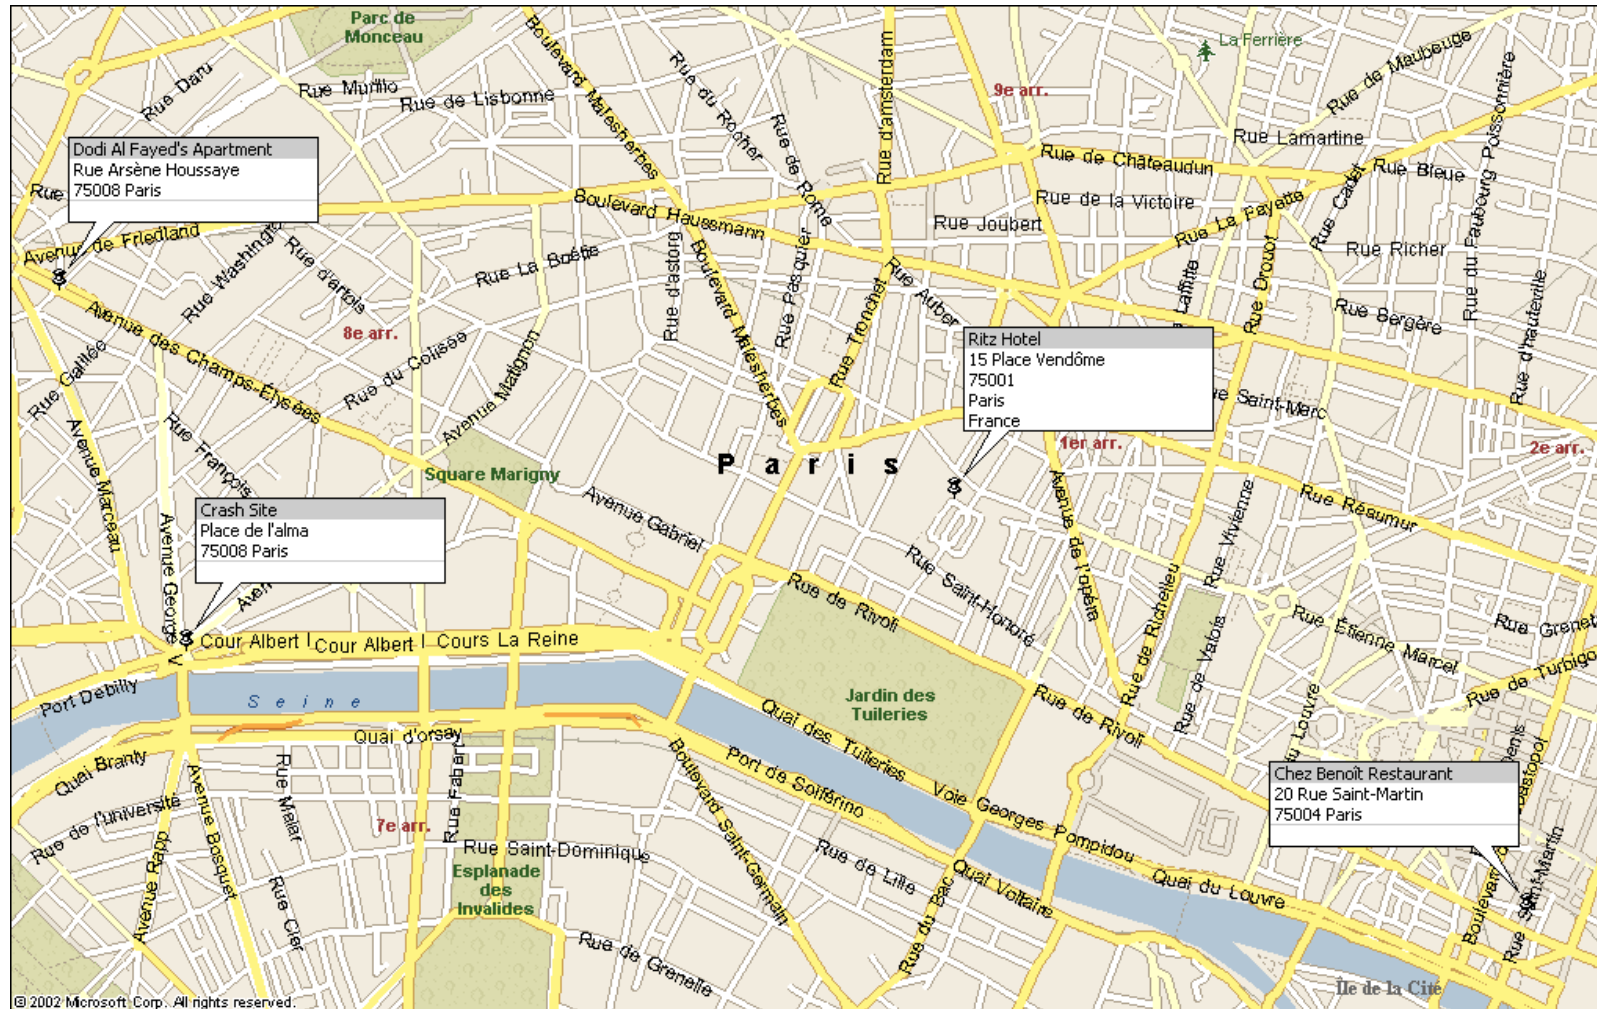 Parc de
Monceau
Boulevard Malesherbes
Rue d'amsterdam
La Ferrière
Rue de Maubeuge
Rue du Faubourg Poissonnière
Rue Daru
Rue Murillo
Rue de Lisbonne
Rue du Rocher
Rue de Rome
9e arr.
Rue Lamartine
Rue de Châteaudun
Rue Cadet
Rue Bleue
Dodi Al Fayed's Apartment
Rue Arsène Houssaye
75008 Paris
Rue
Boulevard Haussmann
Rue Joubert
Rue de la Victoire
Rue La Fayette
Rue Richer
Avenue de Friedland
Rue Washingt
Rue d'artois
Rue La Boétie
Rue d'astorg
Boulevard Malesherbes
Rue Pasquier
Rue Tronchet
Rue Auber
Laffitte
Rue Drouot
Rue Bergère
Rue d'hauteville
Avenue des Champs-Élysées
8e arr.
Rue Galilée
Rue du Colisée
Avenue Matignon
Ritz Hotel
15 Place Vendôme
75001
Paris
France
Rue Saint-Marc
1er arr.
2e arr.
Avenue Marceau
Rue François
Square Marigny
Paris
Avenue Gabriel
Avenue de l'opéra
Rue Vivienne
Rue Réaumur
Crash Site
Place de l'alma
75008 Paris
Avenue George V
Aven
Rue de Rivoli
Rue Saint-Honoré
Rue de Richelieu
Rue de Valois
Rue Étienne Marcel
Rue Greneta
Rue de Turbigo
Cour Albert I
Cour Albert I
Cours La Reine
Port Debilly
Seine
Jardin des
Tuileries
Rue de Rivoli
du Louvre
Quai d'orsay
Quai des Tuileries
Quai Branly
Avenue Bosquet
Rue Malar
Rue Fabert
Boulevard Saint-Germain
Port de Solférino
Voie Georges Pompidou
Chez Benoît Restaurant
20 Rue Saint-Martin
75004 Paris
Denis
bastopol
Rue de l'université
Avenue Rapp
7e arr.
Rue Saint-Dominique
Esplanade
des
Invalides
Rue de Lille
Rue du Bac
Quai Voltaire
Quai du Louvre
Boulevar
Rue Saint-Martin
Rue Cler
Rue de Grenelle
Île de la Cité
© 2002 Microsoft Corp. All rights reserved.